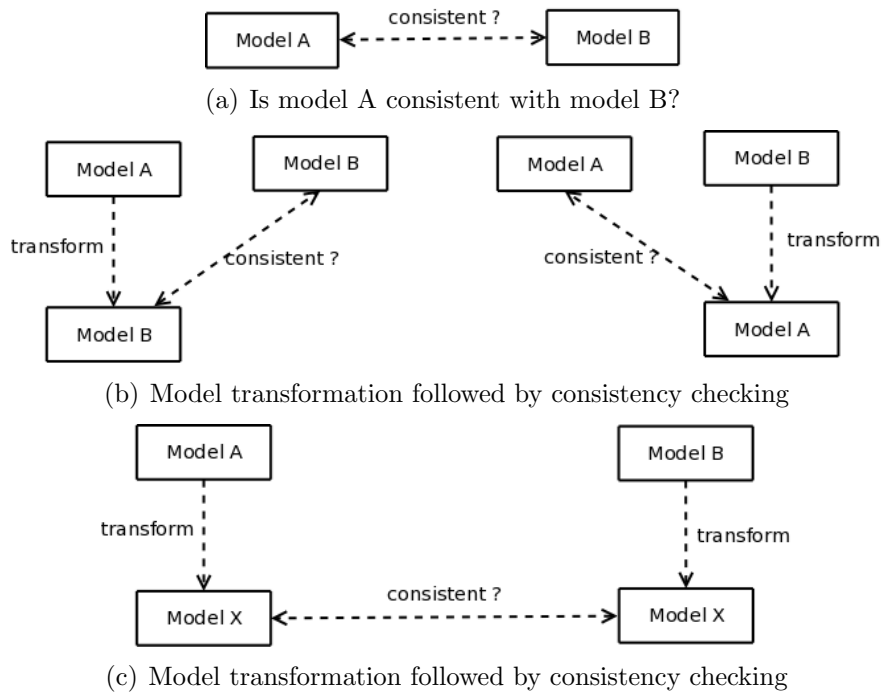 consistent ?
Model A
Model B
(a) Is model A consistent with model B?
Model A
Model B
Model A
Model B
transform
consistent ?
consistent ?
transform
Model B
Model A
(b) Model transformation followed by consistency checking
Model A
Model B
transform
transform
consistent ?
Model X
Model X
(c) Model transformation followed by consistency checking